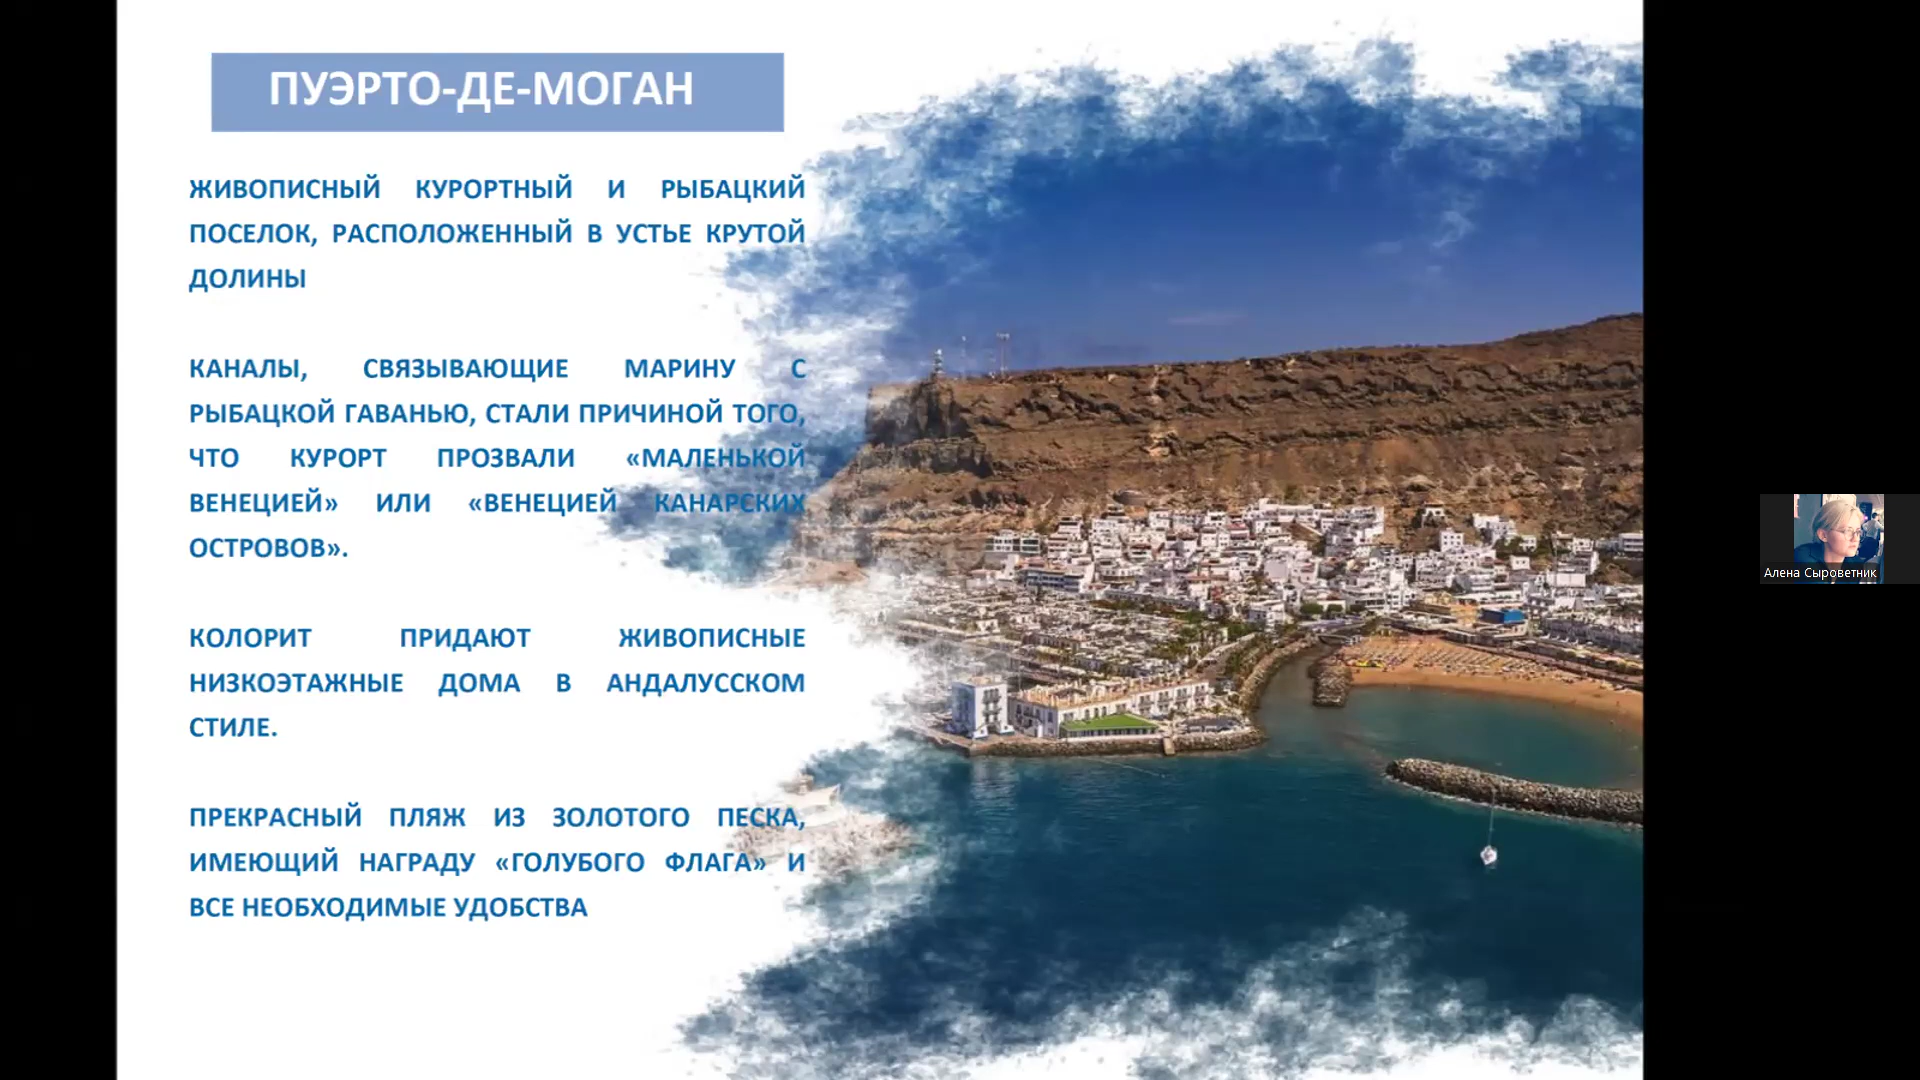 ПУЭРТО-ДЕ-МОГАН
ЖИВОПИСНЫЙ КУРОРТНЫЙ И РЫБАЦКИЙ
ПОСЕЛОК, РАСПОЛОЖЕННЫЙ В УСТЬЕ КРУТОЙ
ДОЛИНЫ
КАНАЛЫ, СВЯЗЫВАЮЩИЕ МАРИНУ С
РЫБАЦКОЙ ГАВАНЬЮ, СТАЛИ ПРИЧИНОЙ ТОГО,
ЧТО КУРОРТ ПРОЗВАЛИ «МАЛЕНЬКОЙ
ВЕНЕЦИЕЙ» ИЛИ «ВЕНЕЦИЕЙ КАНАРСКИХ
ОСТРОВОВ».
КОЛОРИТ ПРИДАЮТ ЖИВОПИСНЫЕ
НИЗКОЭТАЖНЫЕ ДОМА В АНДАЛУССКОМ
СТИЛЕ.
ПРЕКРАСНЫЙ ПЛЯЖ ИЗ ЗОЛОТОГО ПЕСКА,
ИМЕЮЩИЙ НАГРАДУ «ГОЛУБОГО ФЛАГА» И
ВСЕ НЕОБХОДИМЫЕ УДОБСТВА
Алена Сыроветник